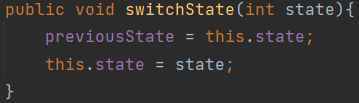 public void switchState(int state){
    previousState = this.state;
    this.state = state;
}